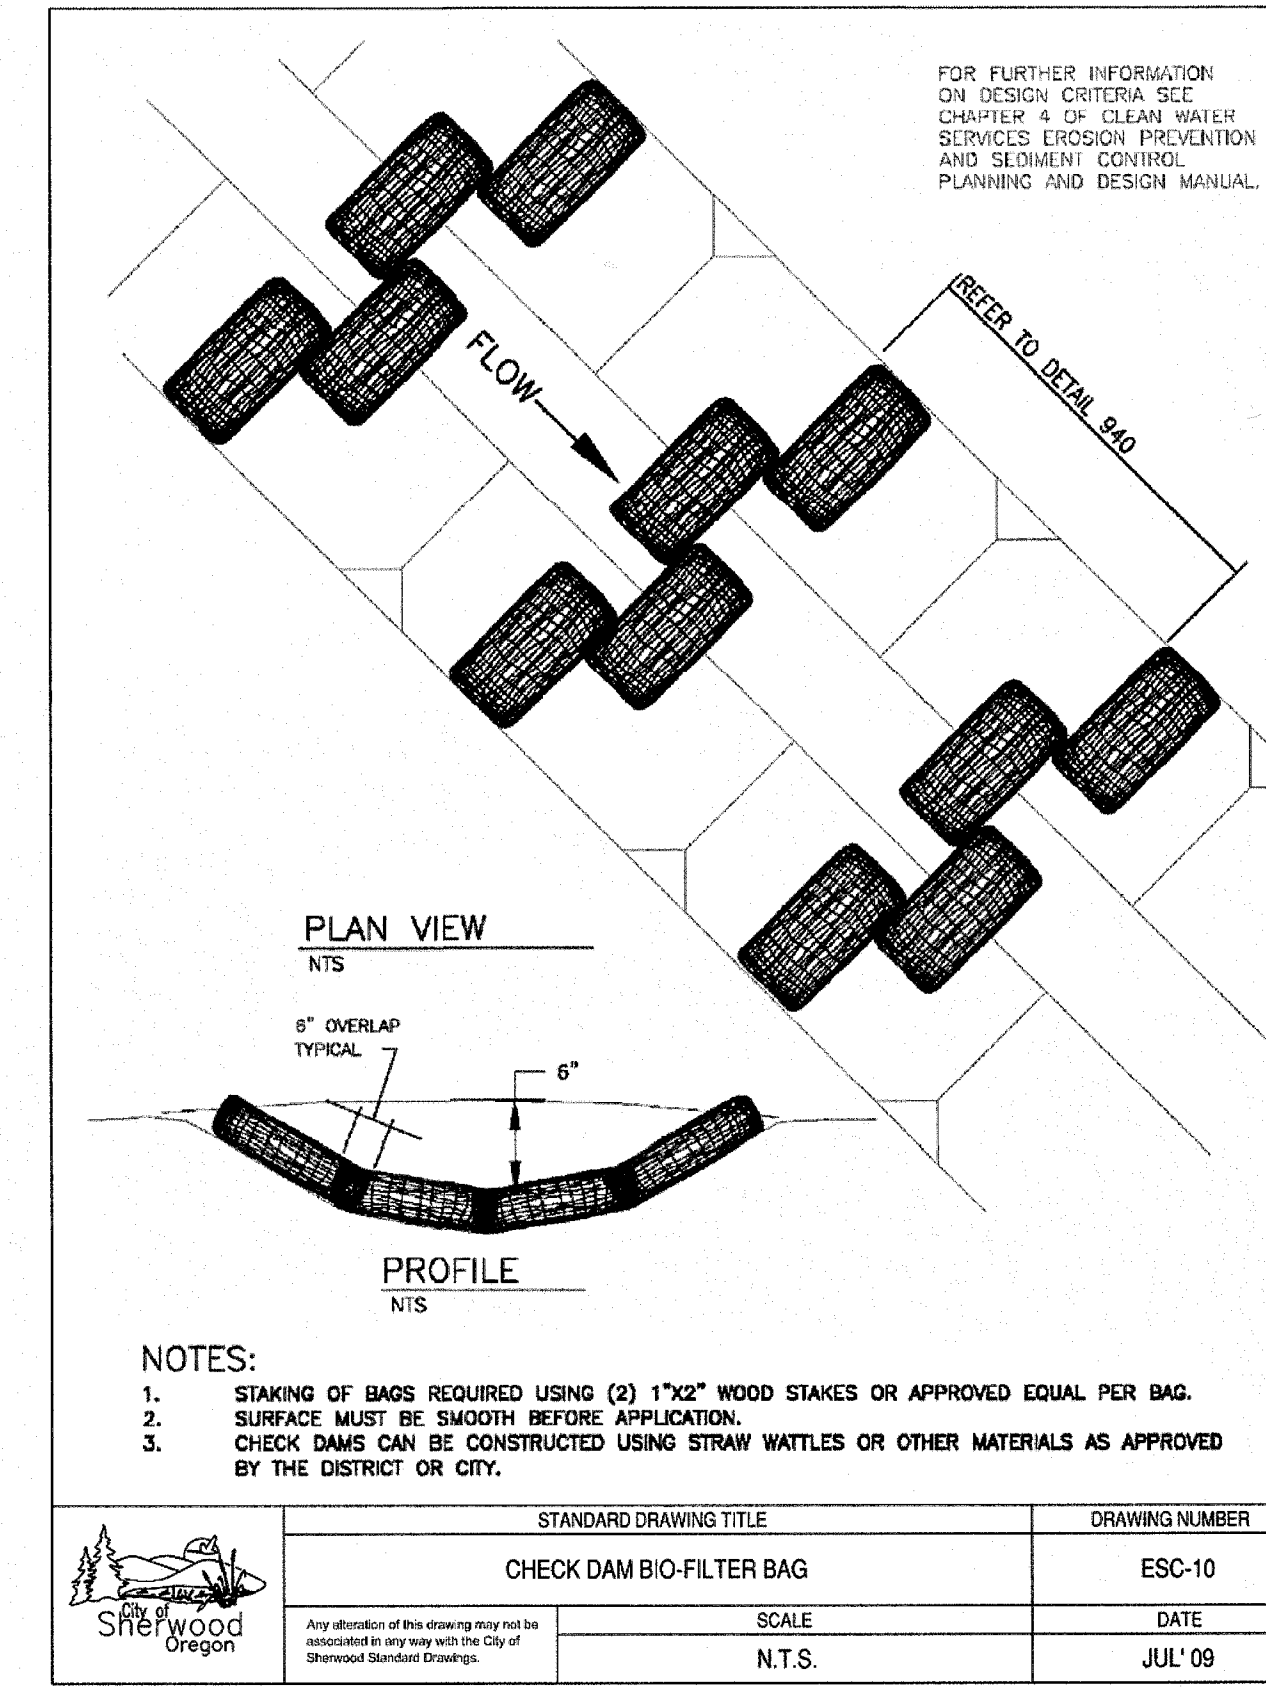 FOR FURTHER INFORMATION
ON DESIGN CRITERIA SEE
CHAPTER 4 OF CLEAN WATER
SERVICES EROSION PREVENTION
AND SEDIMENT CONTROL
PLANNING AND DESIGN MANUAL.
REFER TO DETAIL 940
FLOW
PLAN VIEW
NTS
6" OVERLAP
TYPICAL
6"
PROFILE
NTS
NOTES:
1. STAKING OF BAGS REQUIRED USING (2) 1"X2" WOOD STAKES OR APPROVED EQUAL PER BAG.
2. SURFACE MUST BE SMOOTH BEFORE APPLICATION.
3. CHECK DAMS CAN BE CONSTRUCTED USING STRAW WATTLES OR OTHER MATERIALS AS APPROVED
BY THE DISTRICT OR CITY.
City of
Sherwood
Oregon
STANDARD DRAWING TITLE
CHECK DAM BIO-FILTER BAG
DRAWING NUMBER
ESC-10
Any alteration of this drawing may not be
associated in any way with the City of
Sherwood Standard Drawings.
SCALE
N.T.S.
DATE
JUL' 09